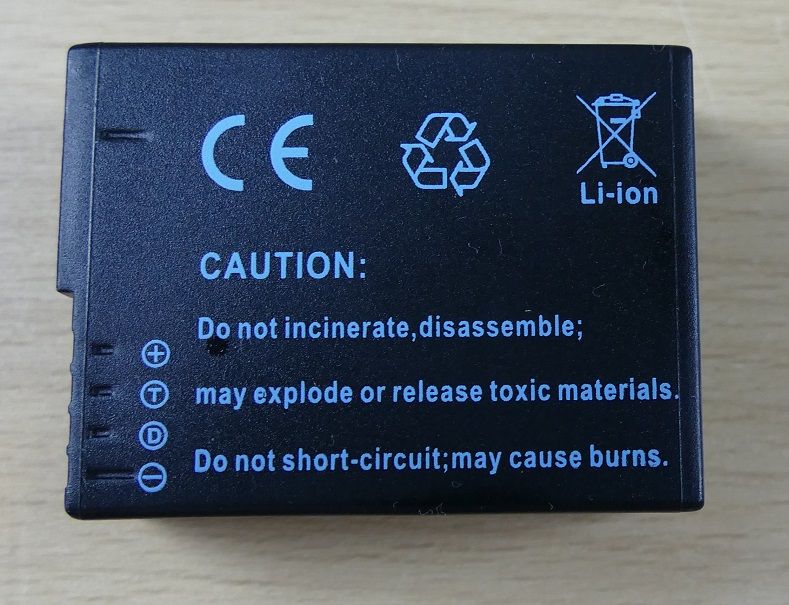 CE
Li-ion
CAUTION:
Do not incinerate,disassemble;
+
may explode or release toxic materials.
T
D
Do not short-circuit;may cause burns.
−